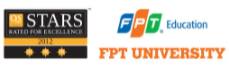 QS STARS
RATED FOR EXCELLENCE
2012
FPT Education
FPT UNIVERSITY